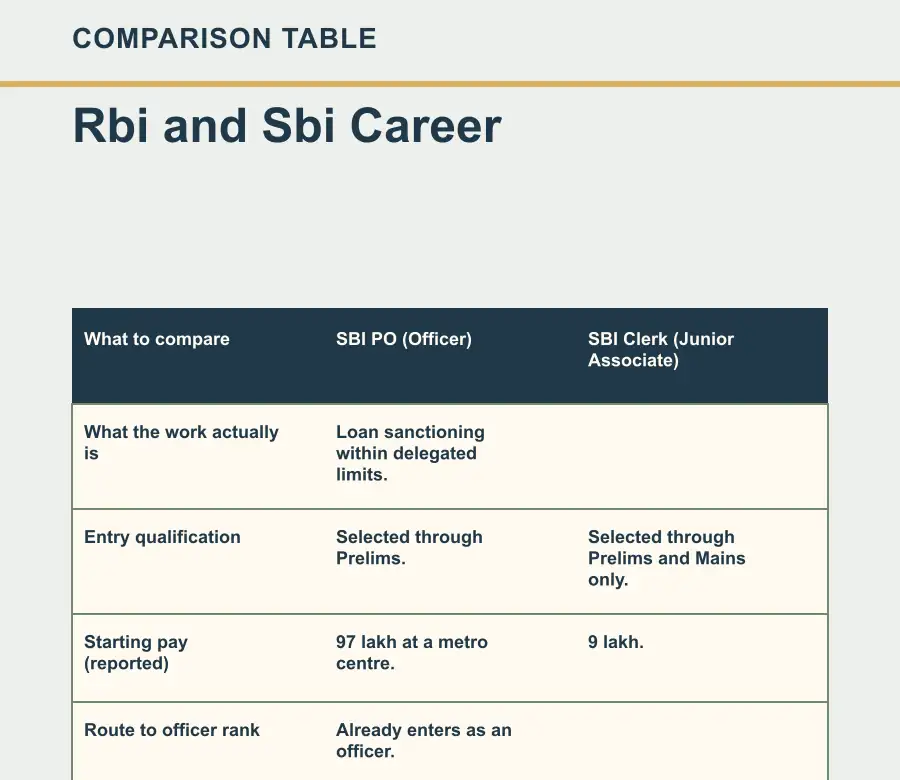 COMPARISON TABLE
Rbi and Sbi Career
What to compare
SBI PO (Officer)
SBI Clerk (Junior
Associate)
What the work actually
is
Loan sanctioning
within delegated
limits.
Entry qualification
Selected through
Prelims.
Selected through
Prelims and Mains
only.
Starting pay
(reported)
97 lakh at a metro
centre.
9 lakh.
Route to officer rank
Already enters as an
officer.